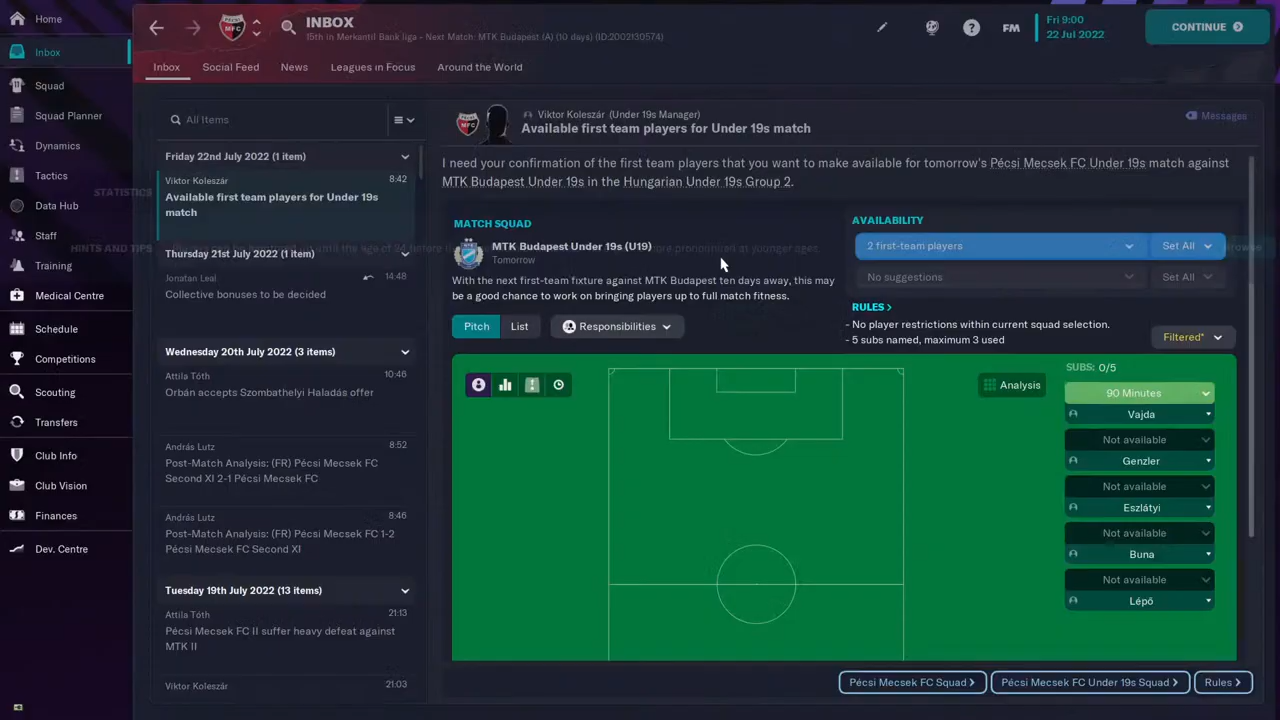 Home
Inbox
Squad
Squad Planner
Dynamics
Tactics
Data Hub
Staff
Training
Medical Centre
Schedule
Competitions
Scouting
Transfers
Club Info
Club Vision
Finances
Dev. Centre
INBOX
15th in Merkantil Bank liga - Next Match: MTK Budapest (A) (10 days) (ID:2002130574)
FM
Fri 9:00
22 Jul 2022
CONTINUE
Inbox
Social Feed
News
Leagues in Focus
Around the World
All Items
Friday 22nd July 2022 (1 item)
Viktor Koleszár
8:42
Available first team players for Under 19s
match
STATISTICS
HINTS AND TIPS
Thursday 21st July 2022 (1 item)
Jonatan Leal
14:48
Collective bonuses to be decided
Wednesday 20th July 2022 (3 items)
Attila Tóth
10:46
Orbán accepts Szombathelyi Haladás offer
András Lutz
8:52
Post-Match Analysis: (FR) Pécsi Mecsek FC
Second XI 2-1 Pécsi Mecsek FC
András Lutz
8:46
Post-Match Analysis: (FR) Pécsi Mecsek FC 1-2
Pécsi Mecsek FC Second XI
Tuesday 19th July 2022 (13 items)
Attila Tóth
21:13
Pécsi Mecsek FC II suffer heavy defeat against
MTK II
Viktor Koleszár
21:03
Viktor Koleszár (Under 19s Manager)
Available first team players for Under 19s match
Messages
I need your confirmation of the first team players that you want to make available for tomorrow's Pécsi Mecsek FC Under 19s match against
MTK Budapest Under 19s in the Hungarian Under 19s Group 2.
MATCH SQUAD
MTK Budapest Under 19s (U19)
Tomorrow
With the next first-team fixture against MTK Budapest ten days away, this may
be a good chance to work on bringing players up to full match fitness.
AVAILABILITY
2 first-team players
Set All
No suggestions
Set All
RULES >
- No player restrictions within current squad selection.
- 5 subs named, maximum 3 used
Pitch
List
Responsibilities
Filtered*
Analysis
SUBS: 0/5
90 Minutes
Vajda
Not available
Genzler
Not available
Eszlátyi
Not available
Buna
Not available
Lépő
Pécsi Mecsek FC Squad >
Pécsi Mecsek FC Under 19s Squad >
Rules >